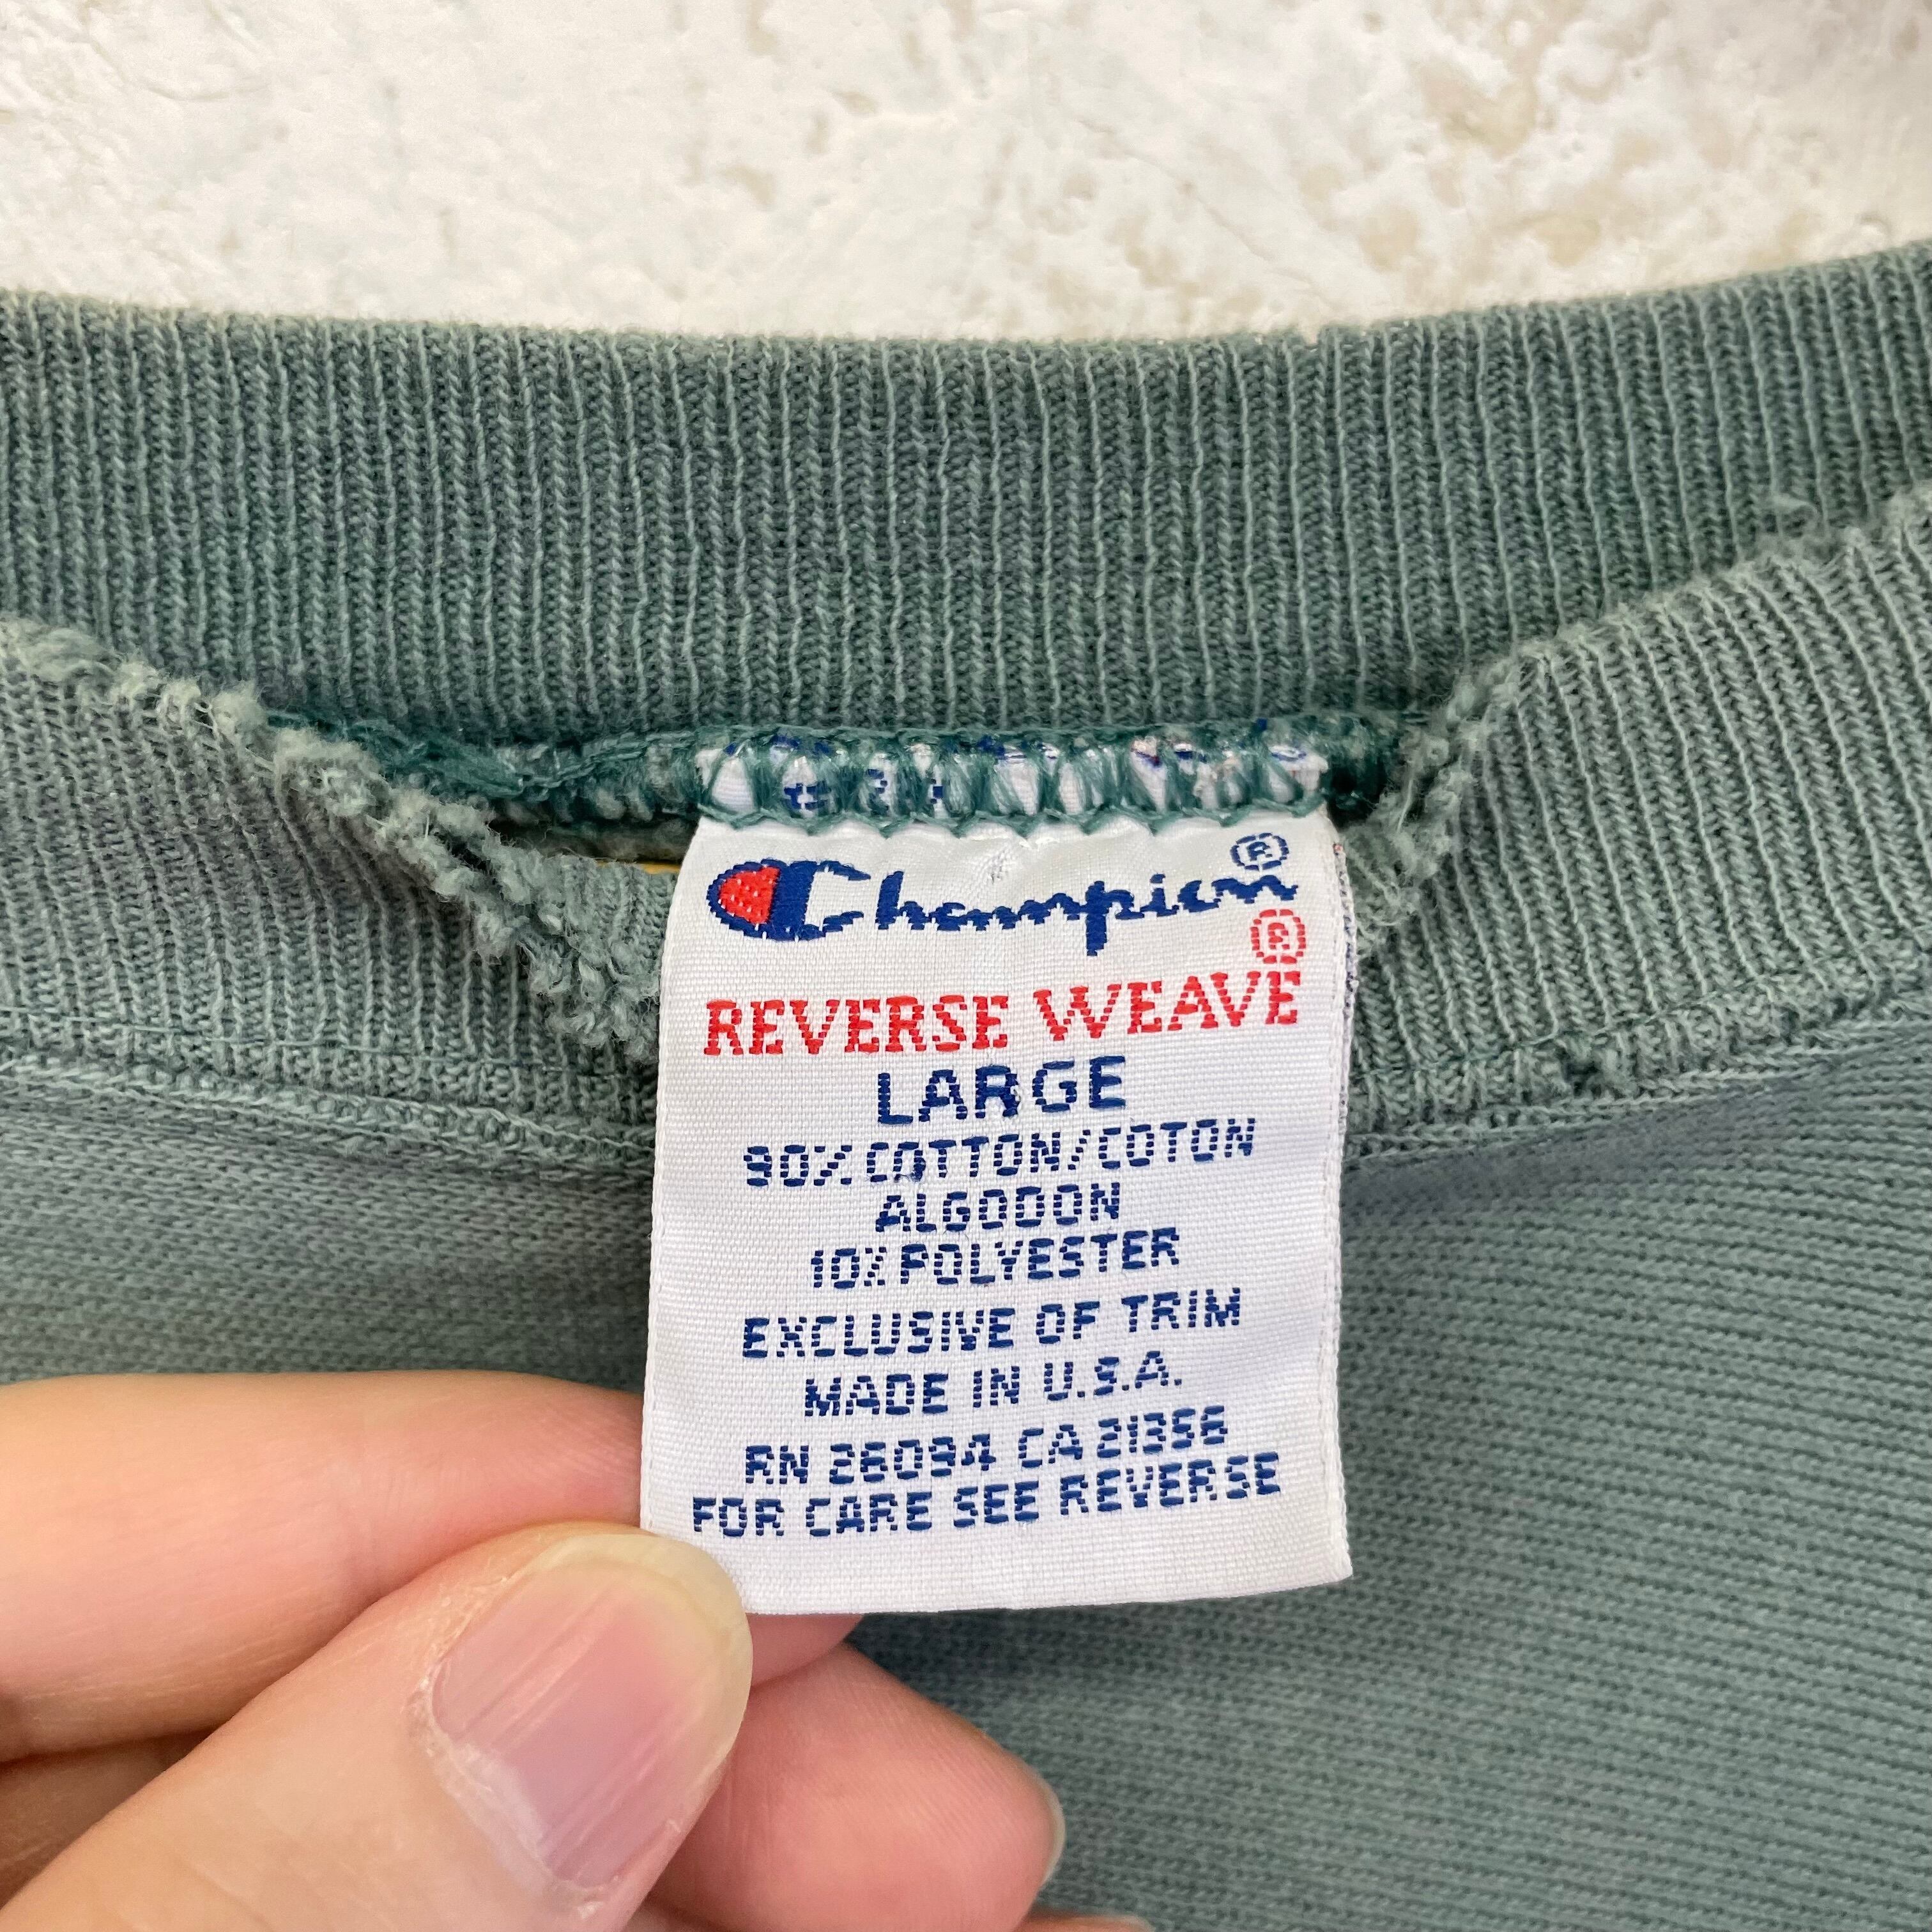 Champion®
®
REVERSE WEAVE
LARGE
90% COTTON/COTON
ALGODON
10% POLYESTER
EXCLUSIVE OF TRIM
MADE IN U.S.A.
RN 26094 CA 21356
FOR CARE SEE REVERSE